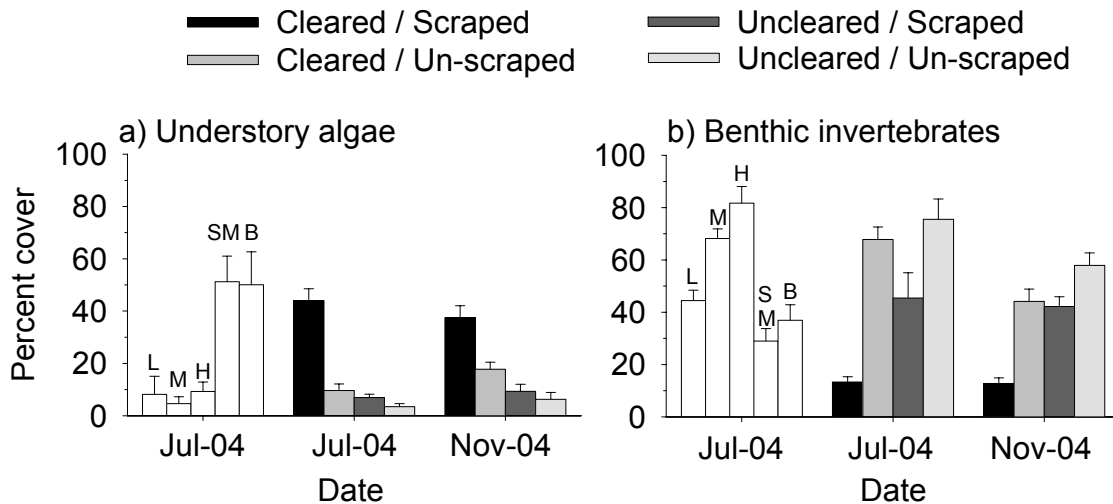 Cleared / Scraped
Uncleared / Scraped
Cleared / Un-scraped
Uncleared / Un-scraped
a) Understory algae
b) Benthic invertebrates
Percent cover
100
80
60
40
20
0
L
M
H
SM
B
Jul-04
Jul-04
Nov-04
Date
100
80
60
40
20
0
L
M
H
S
M
B
Jul-04
Jul-04
Nov-04
Date